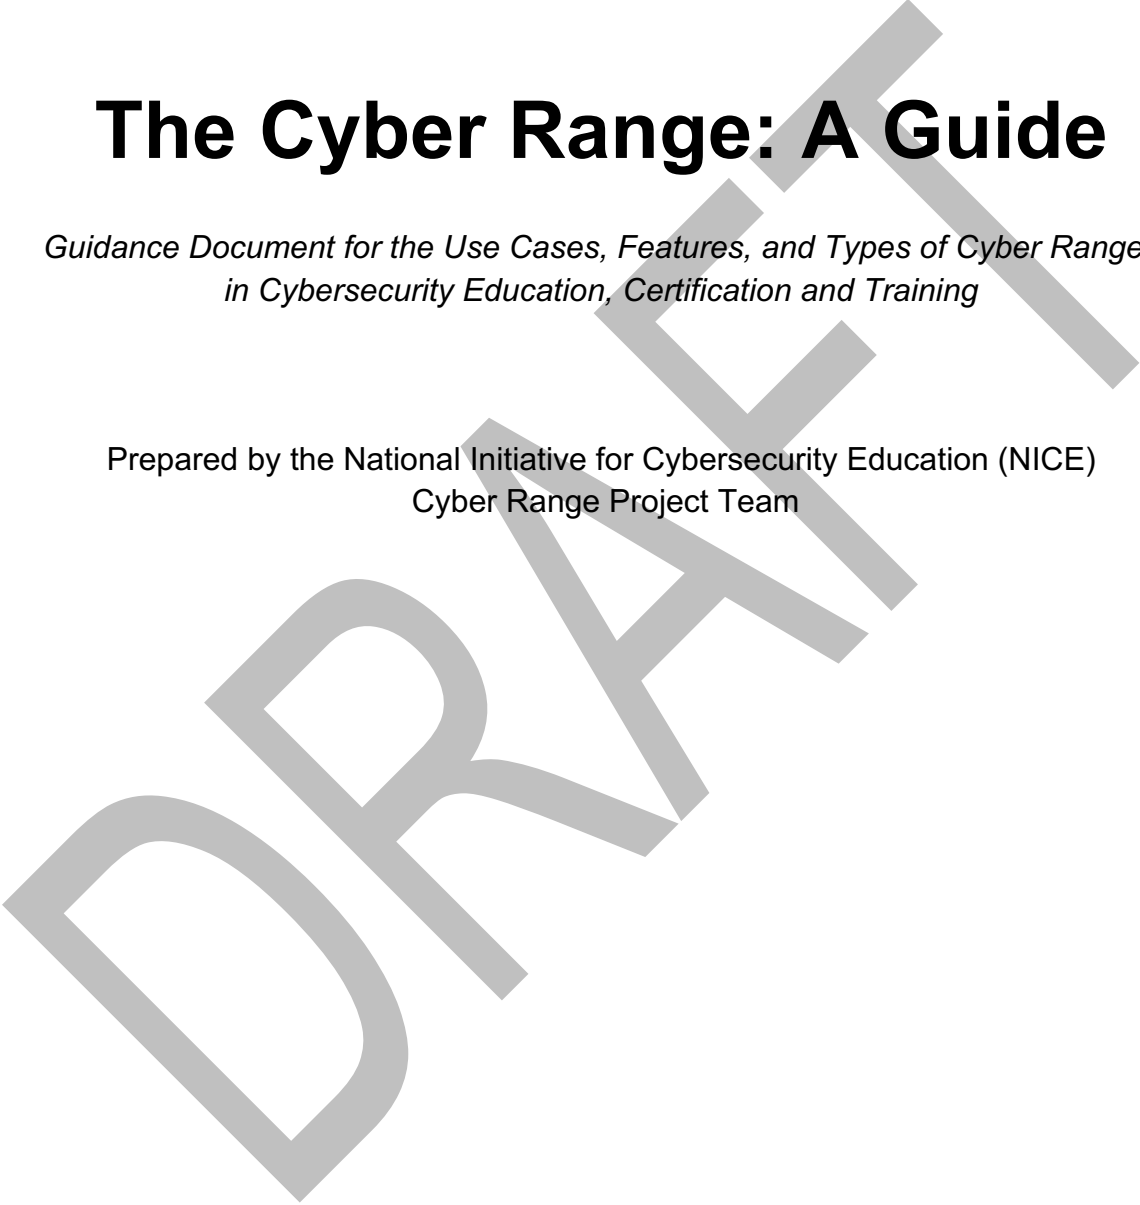 The Cyber Range: A Guide
Guidance Document for the Use Cases, Features, and Types of Cyber Range
in Cybersecurity Education, Certification and Training
Prepared by the National Initiative for Cybersecurity Education (NICE)
Cyber Range Project Team
DRAFT